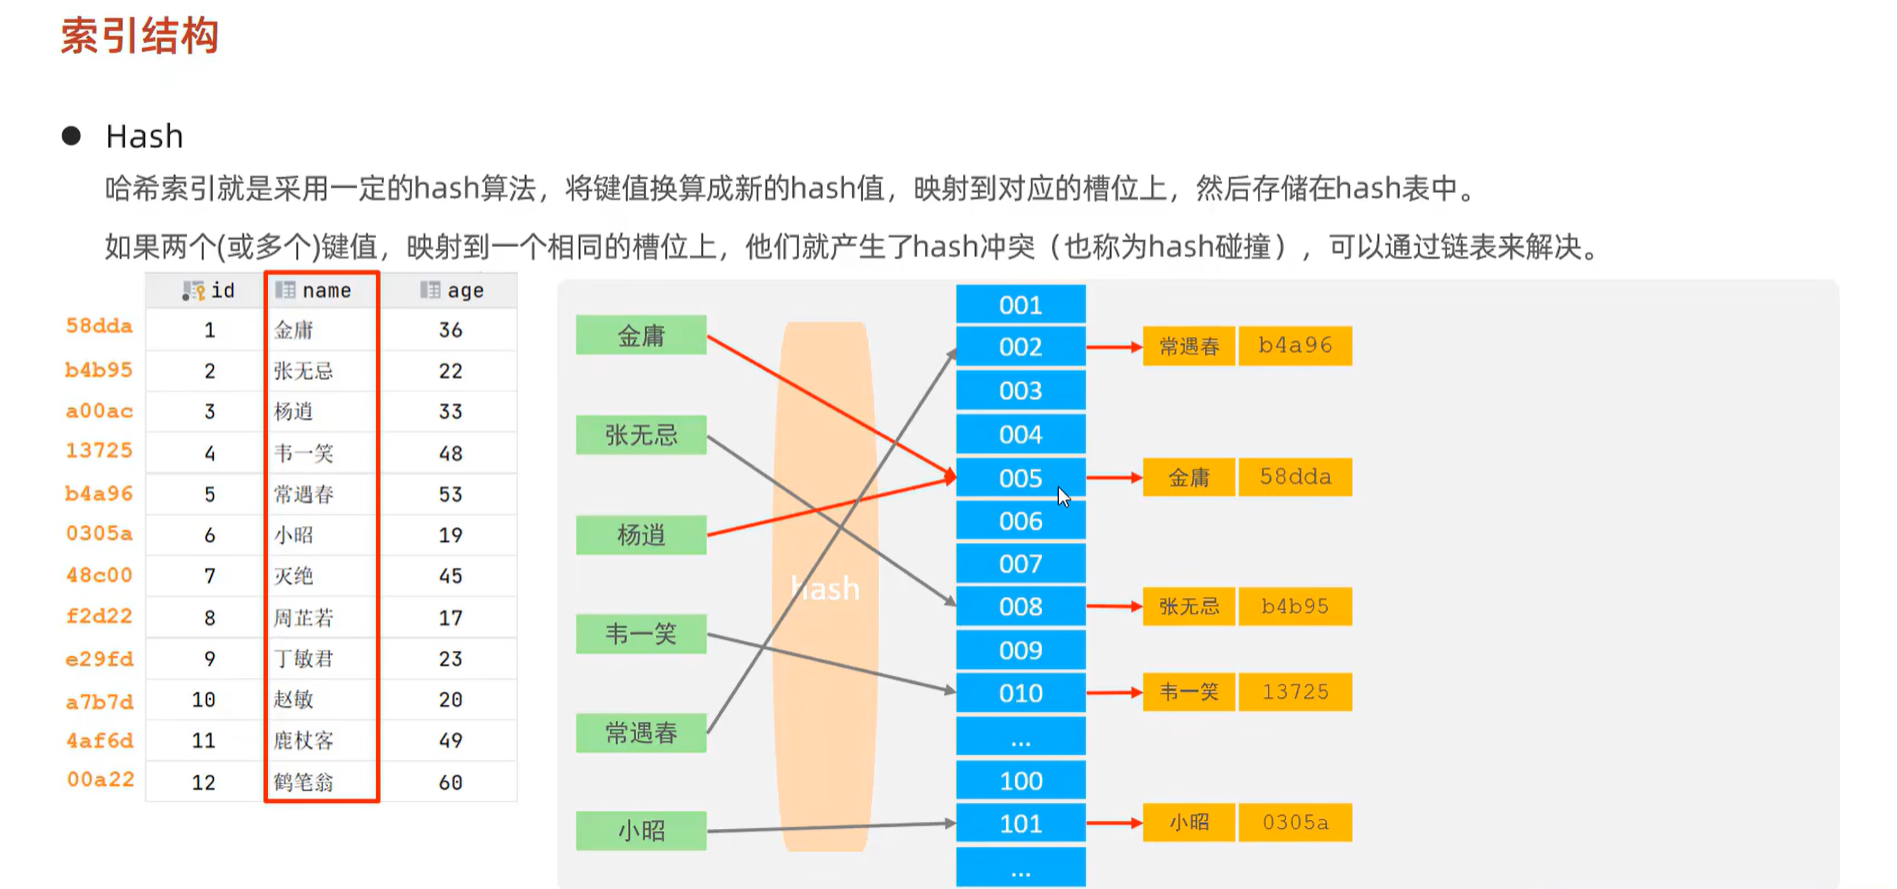 索引结构
● Hash
哈希索引就是采用一定的hash算法，将键值换算成新的hash值，映射到对应的槽位上，然后存储在hash表中。
如果两个(或多个)键值，映射到一个相同的槽位上，他们就产生了hash冲突（也称为hash碰撞），可以通过链表来解决。
id name age
58dda 1 金庸 36
b4b95 2 张无忌 22
a00ac 3 杨逍 33
13725 4 韦一笑 48
b4a96 5 常遇春 53
0305a 6 小昭 19
48c00 7 灭绝 45
f2d22 8 周芷若 17
e29fd 9 丁敏君 23
a7b7d 10 赵敏 20
4af6d 11 鹿杖客 49
00a22 12 鹤笔翁 60
金庸
张无忌
杨逍
韦一笑
常遇春
小昭
hash
001
002
003
004
005
006
007
008
009
010
...
100
101
...
常遇春 b4a96
金庸 58dda
张无忌 b4b95
韦一笑 13725
小昭 0305a